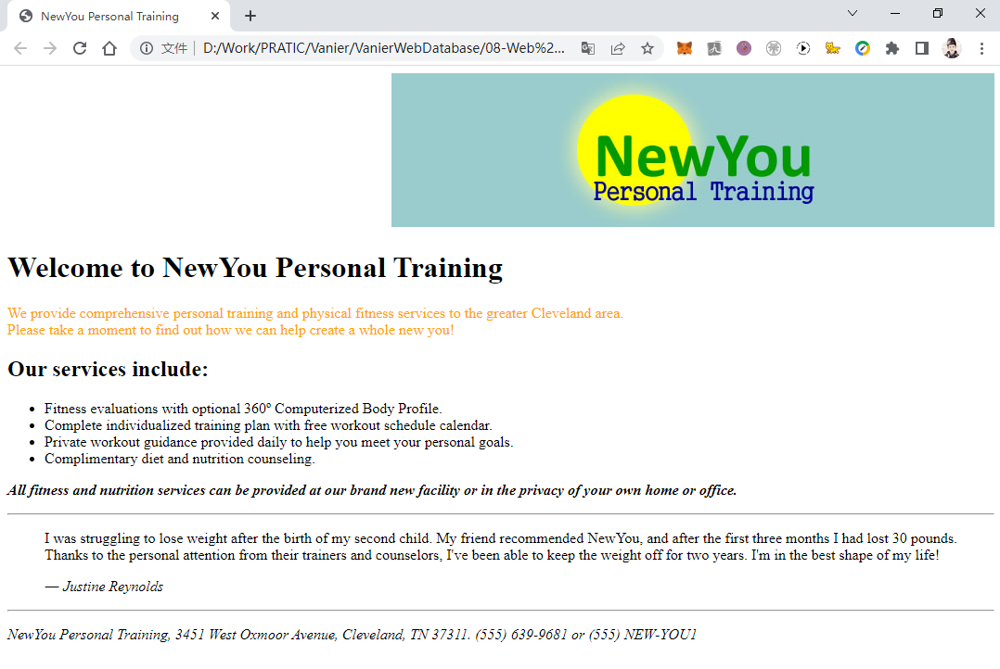 NewYou Personal Training
文件
D:/Work/PRATIC/Vanier/VanierWebDatabase/08-Web%2...
NewYou
Personal Training
Welcome to NewYou Personal Training
We provide comprehensive personal training and physical fitness services to the greater Cleveland area.
Please take a moment to find out how we can help create a whole new you!
Our services include:
• Fitness evaluations with optional 360º Computerized Body Profile.
• Complete individualized training plan with free workout schedule calendar.
• Private workout guidance provided daily to help you meet your personal goals.
• Complimentary diet and nutrition counseling.
All fitness and nutrition services can be provided at our brand new facility or in the privacy of your own home or office.
I was struggling to lose weight after the birth of my second child. My friend recommended NewYou, and after the first three months I had lost 30 pounds.
Thanks to the personal attention from their trainers and counselors, I've been able to keep the weight off for two years. I'm in the best shape of my life!
— Justine Reynolds
NewYou Personal Training, 3451 West Oxmoor Avenue, Cleveland, TN 37311. (555) 639-9681 or (555) NEW-YOU1